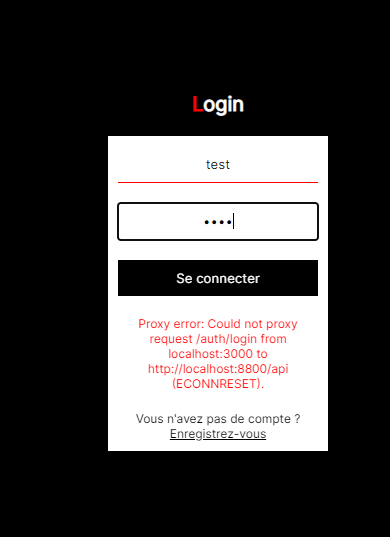 Login
test
••••
Se connecter
Proxy error: Could not proxy
request /auth/login from
localhost:3000 to
http://localhost:8800/api
(ECONNRESET).
Vous n'avez pas de compte ?
Enregistrez-vous